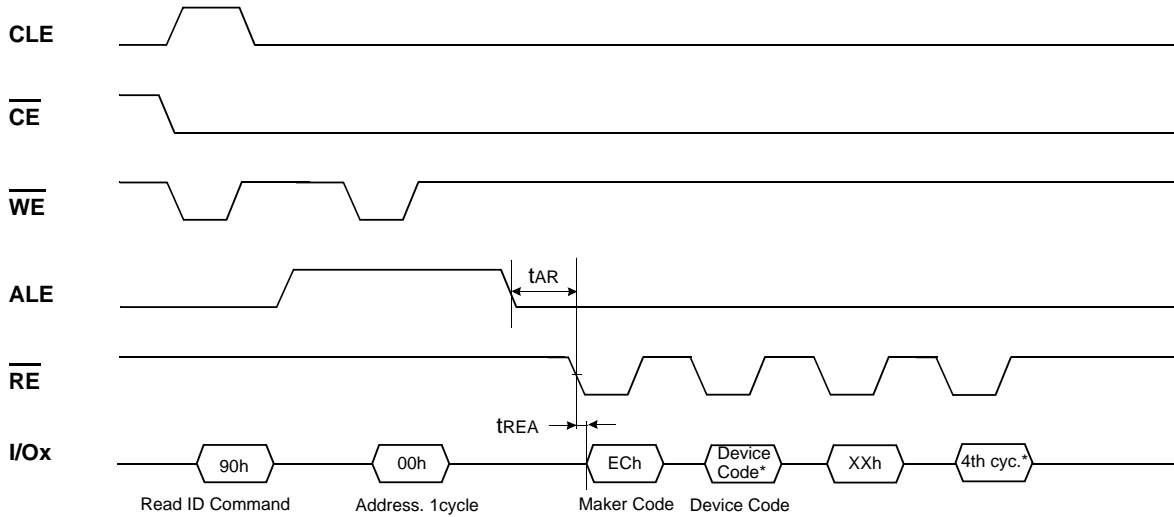 CLE
CE
WE
ALE
tAR
RE
tREA
I/Ox
90h
00h
ECh
Device
Code*
XXh
4th cyc.*
Read ID Command
Address. 1cycle
Maker Code
Device Code